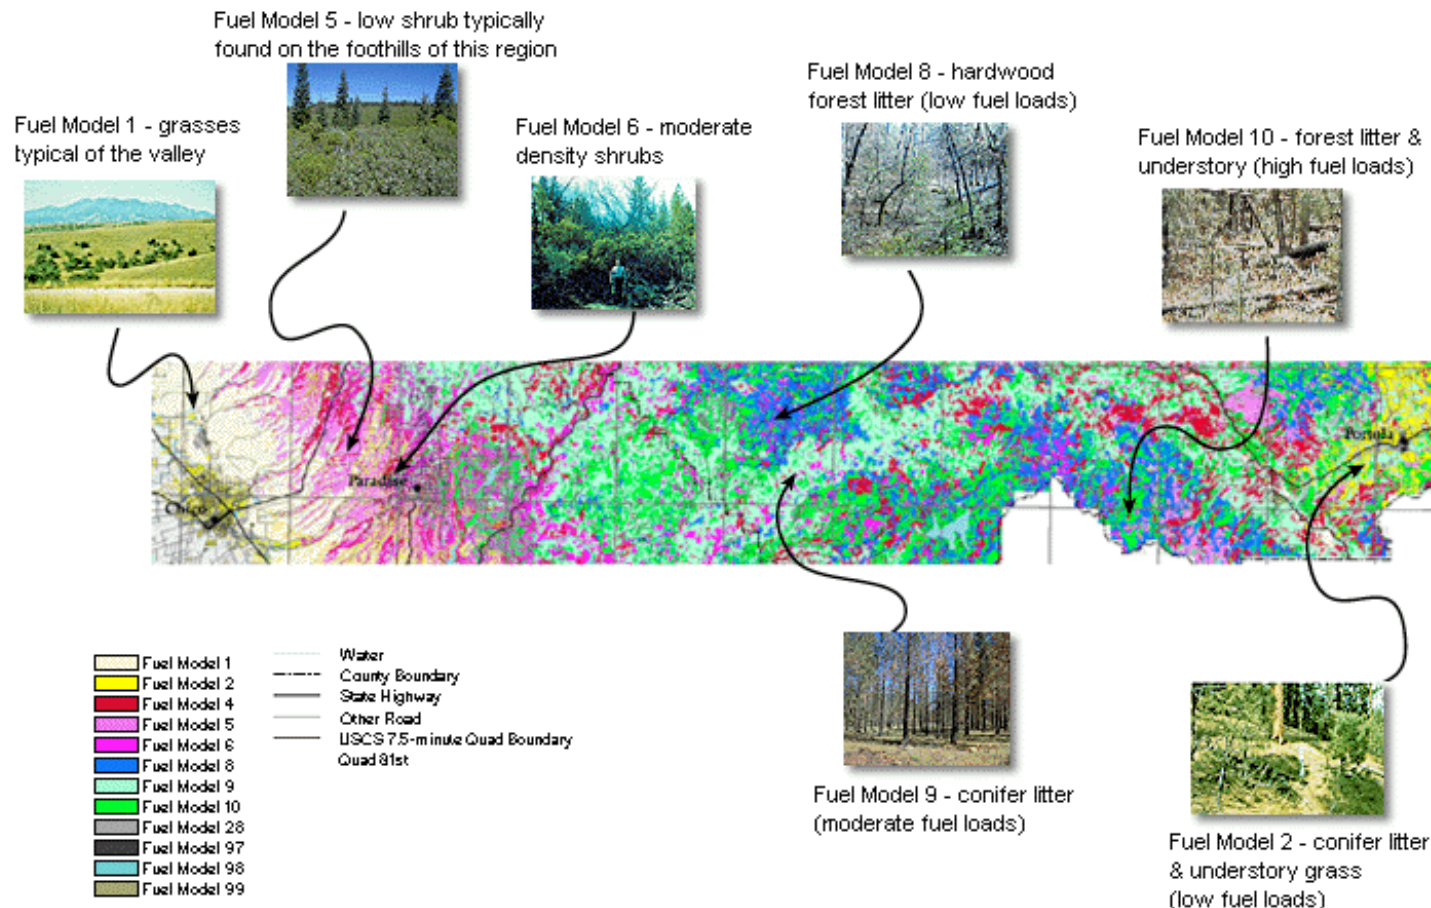 Fuel Model 5 - low shrub typically
found on the foothills of this region
Fuel Model 8 - hardwood
forest litter (low fuel loads)
Fuel Model 1 - grasses
typical of the valley
Fuel Model 6 - moderate
density shrubs
Fuel Model 10 - forest litter &
understory (high fuel loads)
Portola
Paradise
Chico
Fuel Model 1
Fuel Model 2
Fuel Model 4
Fuel Model 5
Fuel Model 6
Fuel Model 8
Fuel Model 9
Fuel Model 10
Fuel Model 28
Fuel Model 97
Fuel Model 98
Fuel Model 99
Water
County Boundary
State Highway
Other Road
USGS 7.5-minute Quad Boundary
Quad 81st
Fuel Model 9 - conifer litter
(moderate fuel loads)
Fuel Model 2 - conifer litter
& understory grass
(low fuel loads)